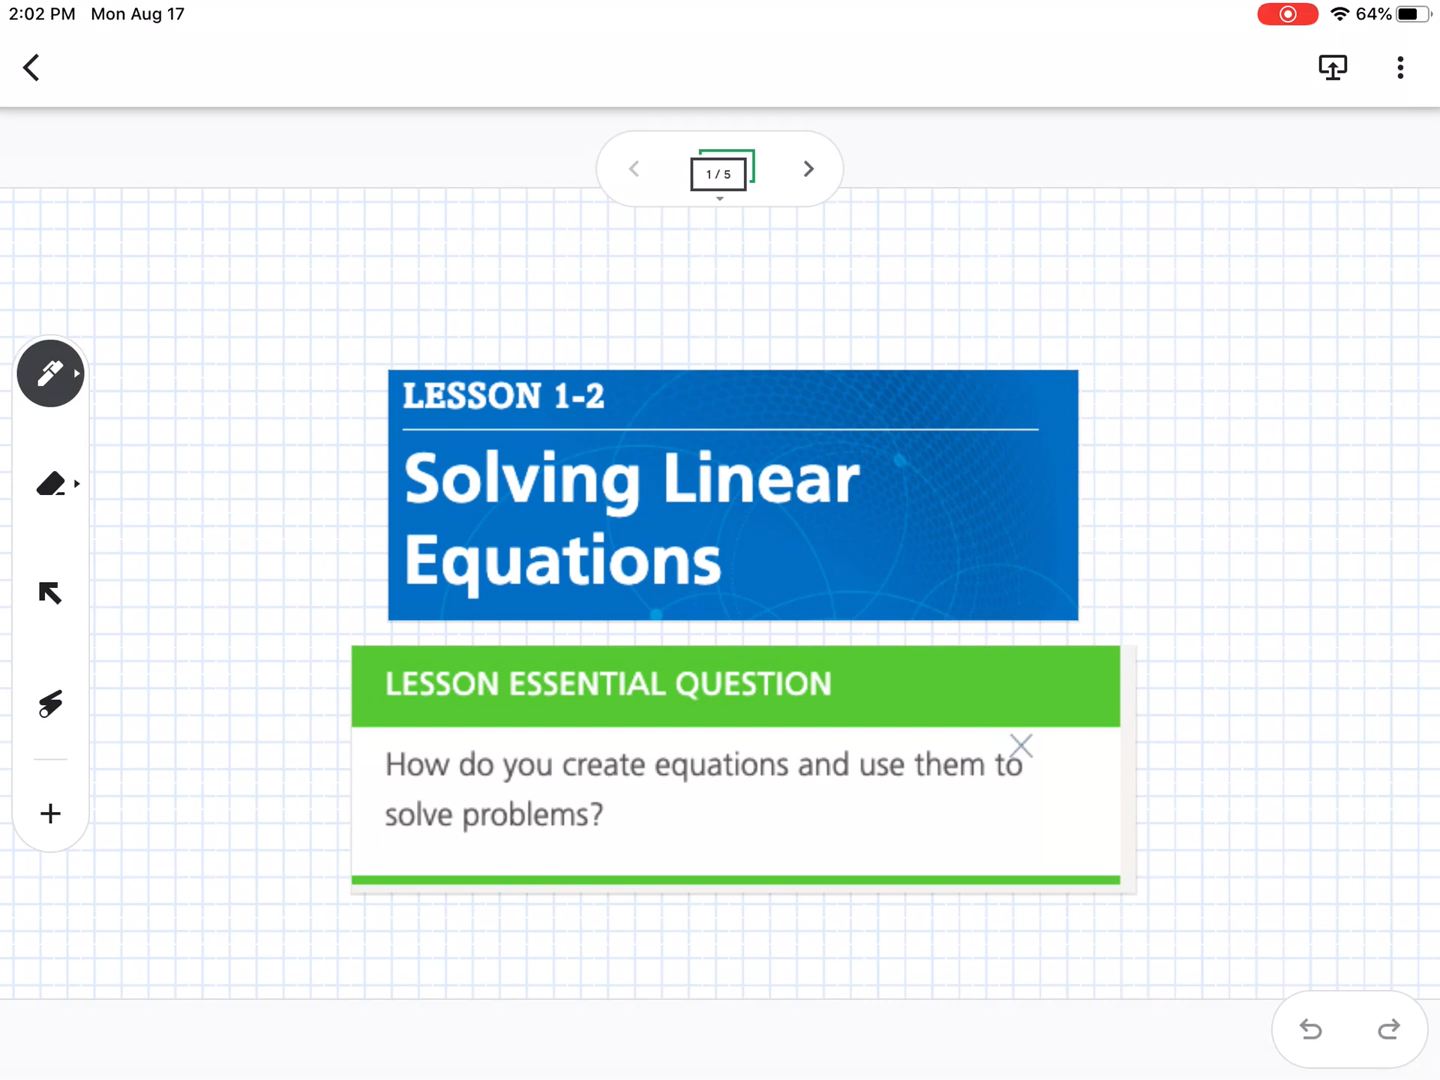 2:02 PM Mon Aug 17
64%
1 / 5
LESSON 1-2
Solving Linear
Equations
LESSON ESSENTIAL QUESTION
How do you create equations and use them to
solve problems?